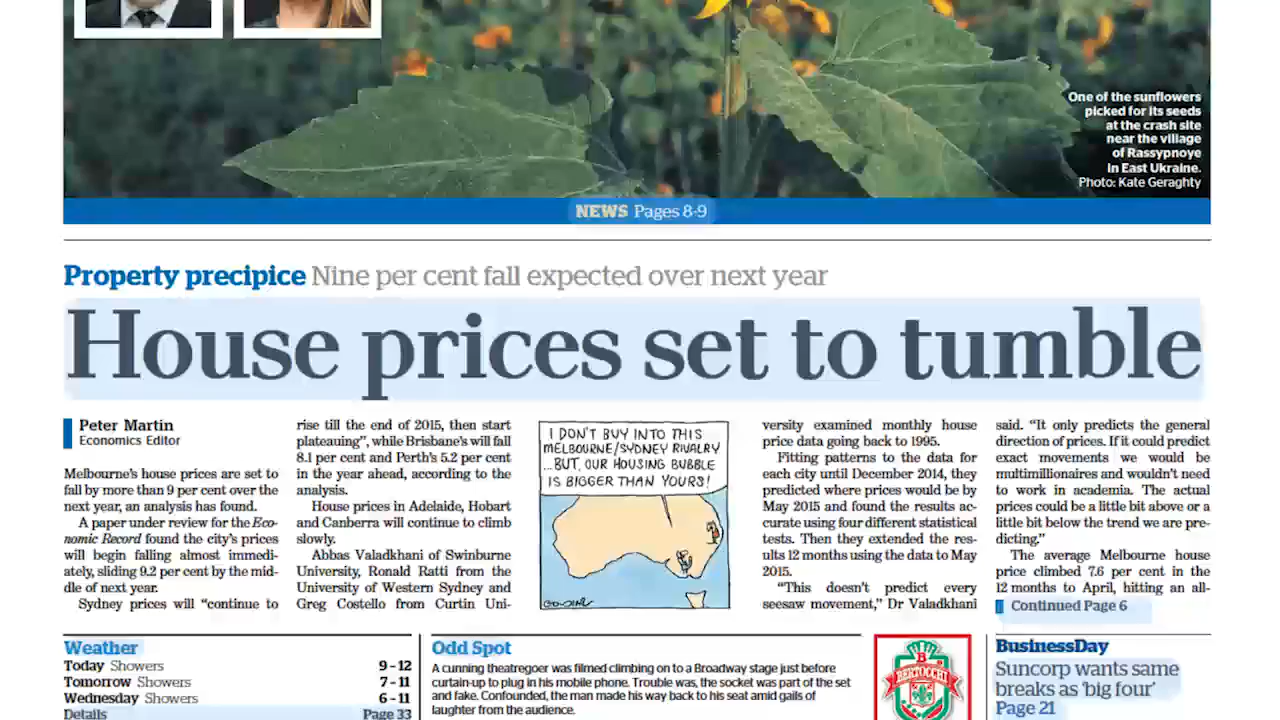 One of the sunflowers
picked for its seeds
at the crash site
near the village
of Rassypnoye
in East Ukraine.
Photo: Kate Geraghty
NEWS Pages 8-9
Property precipice Nine per cent fall expected over next year
House prices set to tumble
Peter Martin
Economics Editor
Melbourne's house prices are set to
fall by more than 9 per cent over the
next year, an analysis has found.
A paper under review for the Eco-
nomic Record found the city's prices
will begin falling almost immedi-
ately, sliding 9.2 per cent by the mid-
dle of next year.
Sydney prices will "continue to
rise till the end of 2015, then start
plateauing", while Brisbane's will fall
8.1 per cent and Perth's 5.2 per cent
in the year ahead, according to the
analysis.
House prices in Adelaide, Hobart
and Canberra will continue to climb
slowly.
Abbas Valadkhani of Swinburne
University, Ronald Ratti from the
University of Western Sydney and
Greg Costello from Curtin Uni-
I DON'T BUY INTO THIS
MELBOURNE/SYDNEY RIVALRY
...BUT, OUR HOUSING BUBBLE
IS BIGGER THAN YOURS!
versity examined monthly house
price data going back to 1995.
Fitting patterns to the data for
each city until December 2014, they
predicted where prices would be by
May 2015 and found the results ac-
curate using four different statistical
tests. Then they extended the res-
ults 12 months using the data to May
2015.
"This doesn't predict every
seesaw movement," Dr Valadkhani
said. "It only predicts the general
direction of prices. If it could predict
exact movements we would be
multimillionaires and wouldn't need
to work in academia. The actual
prices could be a little bit above or a
little bit below the trend we are pre-
dicting."
The average Melbourne house
price climbed 7.6 per cent in the
12 months to April, hitting an all-
Continued Page 6
Weather
Today Showers 9-12
Tomorrow Showers 7-11
Wednesday Showers 6-11
Details Page 33
Odd Spot
A cunning theatregoer was filmed climbing on to a Broadway stage just before
curtain-up to plug in his mobile phone. Trouble was, the socket was part of the set
and fake. Confounded, the man made his way back to his seat amid gails of
laughter from the audience.
B
BERTOCCHI
BusinessDay
Suncorp wants same
breaks as 'big four'
Page 21